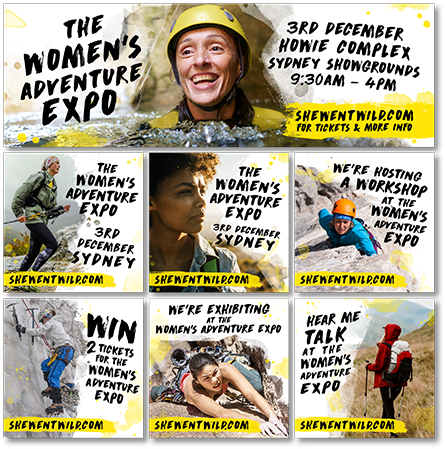 THE
WOMEN'S
ADVENTURE
EXPO
3RD DECEMBER
HOWIE COMPLEX
SYDNEY SHOWGROUNDS
9:30AM – 4PM
SHEWENTWILD.COM
FOR TICKETS & MORE INFO
THE
WOMEN'S
ADVENTURE
EXPO
3RD
DECEMBER
SYDNEY
SHEWENTWILD.COM
THE
WOMEN'S
ADVENTURE
EXPO
3RD DECEMBER
SYDNEY
SHEWENTWILD.COM
WE'RE HOSTING
A WORKSHOP
AT THE
WOMEN'S
ADVENTURE
EXPO
SHEWENTWILD.COM
WIN
2 TICKETS
FOR THE
WOMEN'S
ADVENTURE
EXPO
SHEWENTWILD.COM
WE'RE EXHIBITING
AT THE
WOMEN'S ADVENTURE EXPO
SHEWENTWILD.COM
HEAR ME
TALK
AT THE
WOMEN'S
ADVENTURE
EXPO
SHEWENTWILD.COM